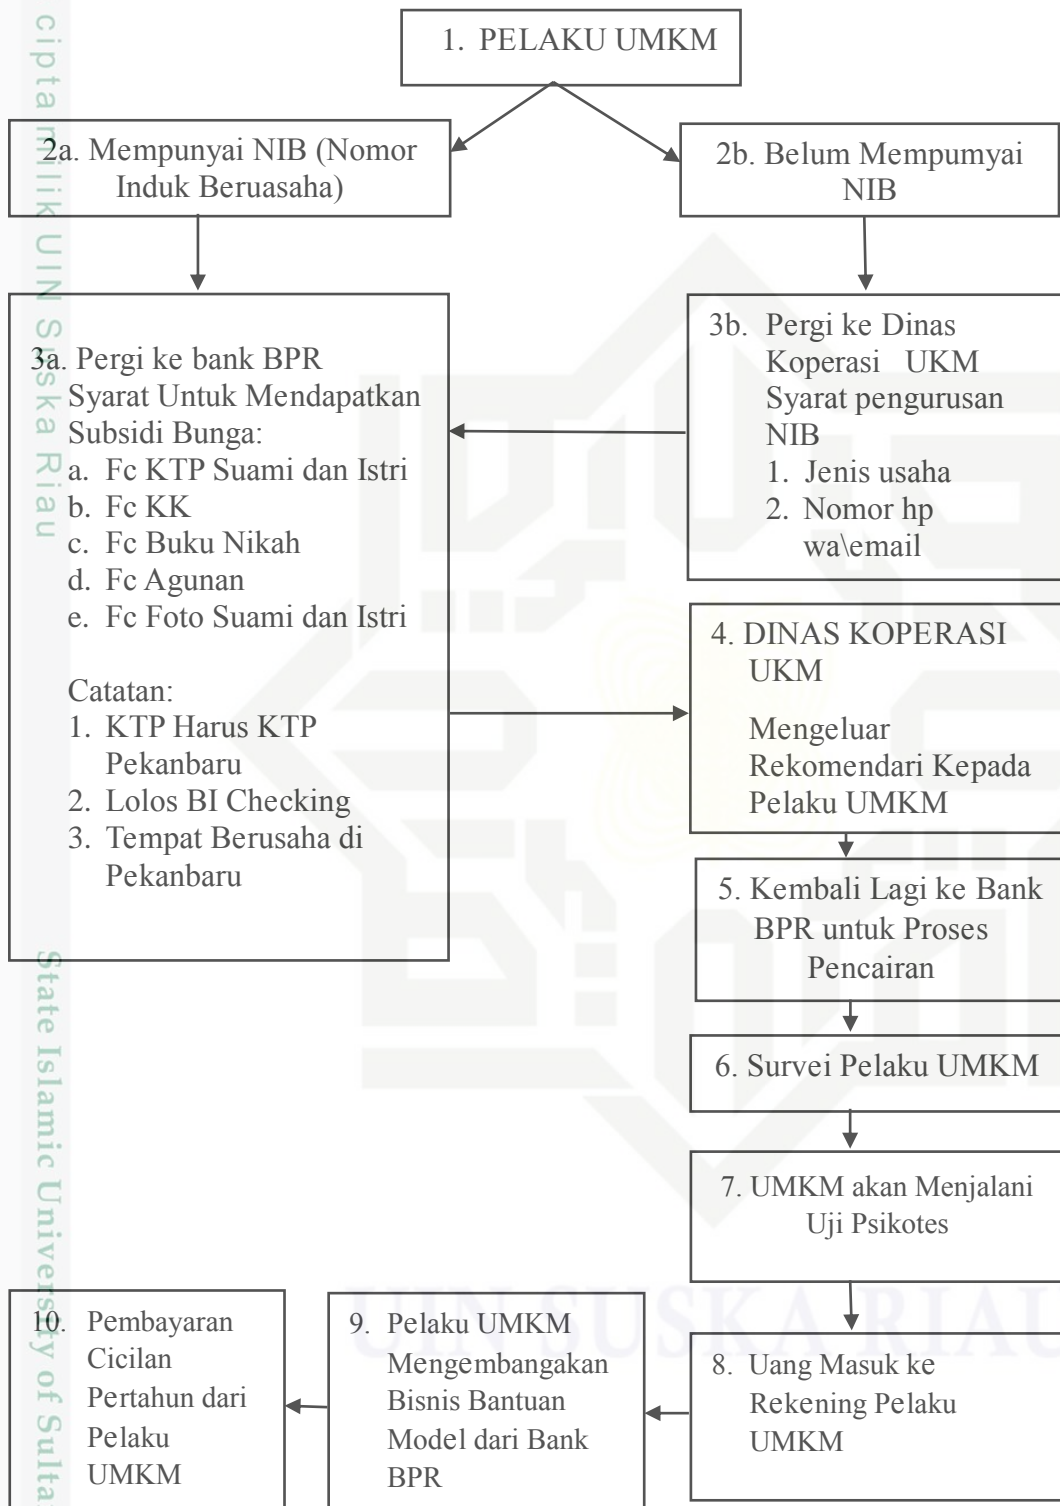 1. PELAKU UMKM
2a. Mempunyai NIB (Nomor
Induk Beruasaha)
2b. Belum Mempumyai
NIB
3a. Pergi ke bank BPR
Syarat Untuk Mendapatkan
Subsidi Bunga:
a. Fc KTP Suami dan Istri
b. Fc KK
c. Fc Buku Nikah
d. Fc Agunan
e. Fc Foto Suami dan Istri
Catatan:
1. KTP Harus KTP
Pekanbaru
2. Lolos BI Checking
3. Tempat Berusaha di
Pekanbaru
3b. Pergi ke Dinas
Koperasi UKM
Syarat pengurusan
NIB
1. Jenis usaha
2. Nomor hp
wa\email
4. DINAS KOPERASI
UKM
Mengeluar
Rekomendari Kepada
Pelaku UMKM
5. Kembali Lagi ke Bank
BPR untuk Proses
Pencairan
6. Survei Pelaku UMKM
7. UMKM akan Menjalani
Uji Psikotes
8. Uang Masuk ke
Rekening Pelaku
UMKM
9. Pelaku UMKM
Mengembangakan
Bisnis Bantuan
Model dari Bank
BPR
10. Pembayaran
Cicilan
Pertahun dari
Pelaku
UMKM
cipta milik UIN Suska Riau
State Islamic University of Sulta
UIN SUSKA RIAU